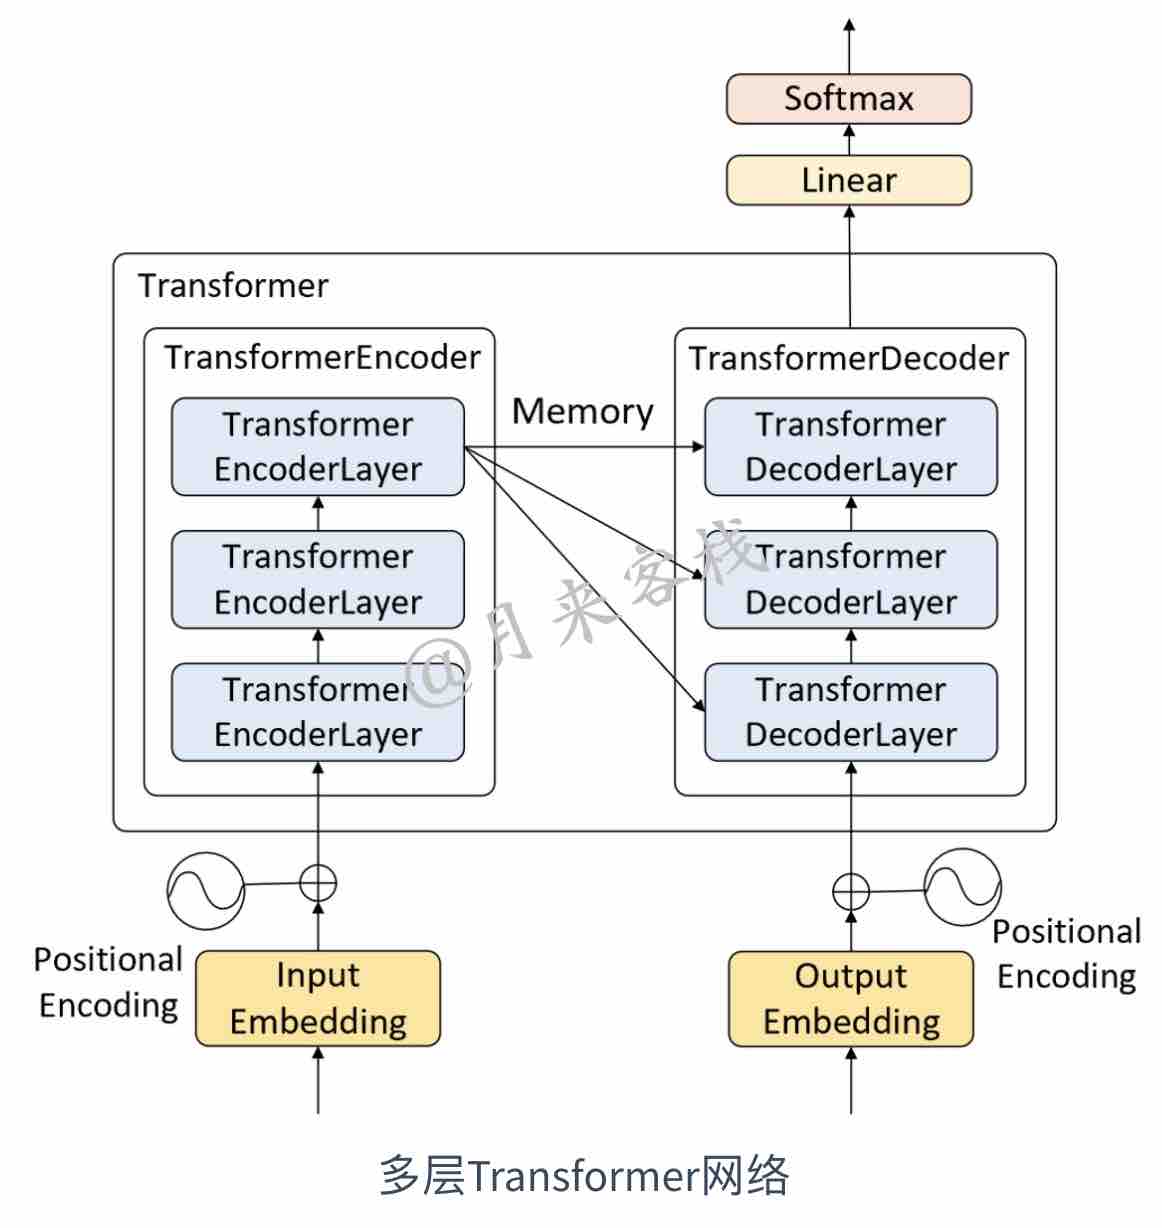 Softmax
Linear
Transformer
TransformerEncoder
Transformer
EncoderLayer
Transformer
EncoderLayer
Transformer
EncoderLayer
Memory
TransformerDecoder
Transformer
DecoderLayer
Transformer
DecoderLayer
Transformer
DecoderLayer
@月来客栈
Positional
Encoding
Input
Embedding
Output
Embedding
Positional
Encoding
多层Transformer网络